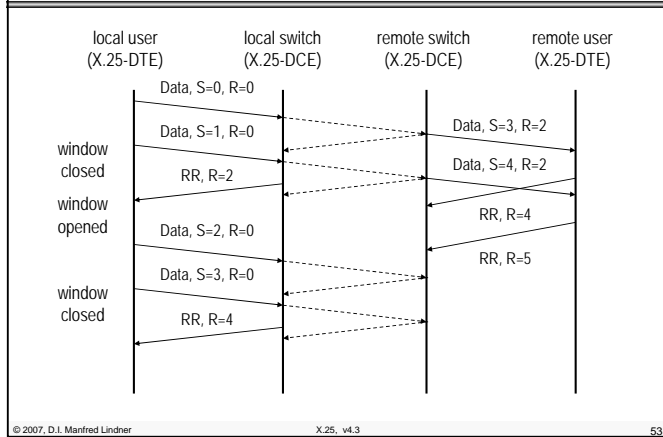 local user
(X.25-DTE)
local switch
(X.25-DCE)
remote switch
(X.25-DCE)
remote user
(X.25-DTE)
Data, S=0, R=0
Data, S=1, R=0
Data, S=3, R=2
window
closed
RR, R=2
Data, S=4, R=2
window
opened
RR, R=4
Data, S=2, R=0
RR, R=5
Data, S=3, R=0
window
closed
RR, R=4
© 2007, D.I. Manfred Lindner
X.25, v4.3
53